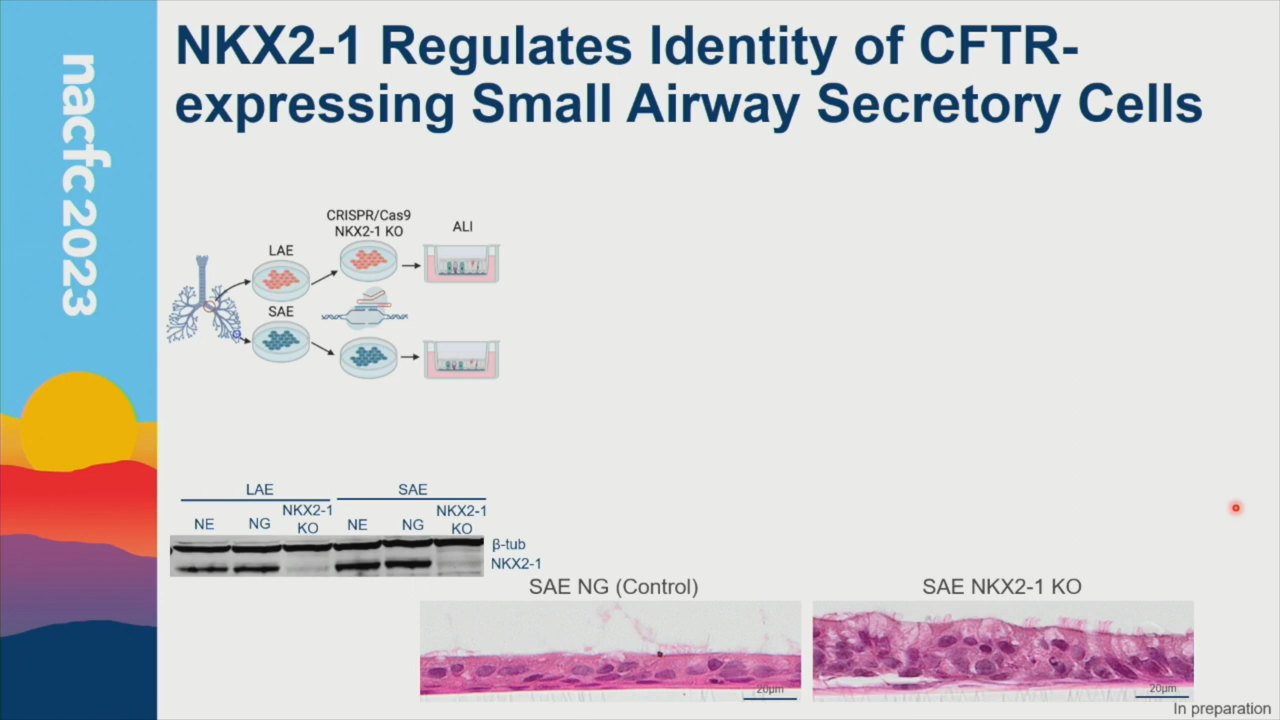 nacfc 2023
NKX2-1 Regulates Identity of CFTR-
expressing Small Airway Secretory Cells
CRISPR/Cas9
NKX2-1 KO
ALI
LAE
SAE
LAE
SAE
NE
NG
NKX2-1
KO
NE
NG
NKX2-1
KO
β-tub
NKX2-1
SAE NG (Control)
SAE NKX2-1 KO
20μm
20μm
In preparation